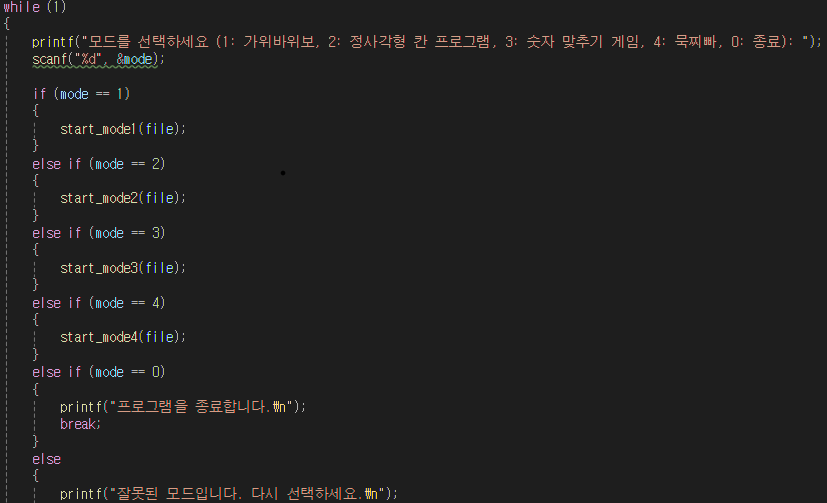 while (1)
{
printf("모드를 선택하세요 (1: 가위바위보, 2: 정사각형 칸 프로그램, 3: 숫자 맞추기 게임, 4: 묵찌빠, 0: 종료): ");
scanf("%d", &mode);
if (mode == 1)
{
start_mode1(file);
}
else if (mode == 2)
{
start_mode2(file);
}
else if (mode == 3)
{
start_mode3(file);
}
else if (mode == 4)
{
start_mode4(file);
}
else if (mode == 0)
{
printf("프로그램을 종료합니다.₩n");
break;
}
else
{
printf("잘못된 모드입니다. 다시 선택하세요.₩n");